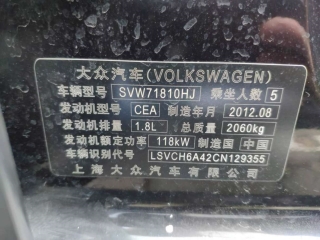 大众汽车(VOLKSWAGEN)
车辆型号 SVW71810HJ 乘坐人数 5
发动机型号 CEA 制造年月 2012.08
发动机排量 1.8L 总质量 2060kg
发动机额定功率 118kW 制造国 中国
车辆识别代号 LSVCH6A42CN129355
上海大众汽车有限公司